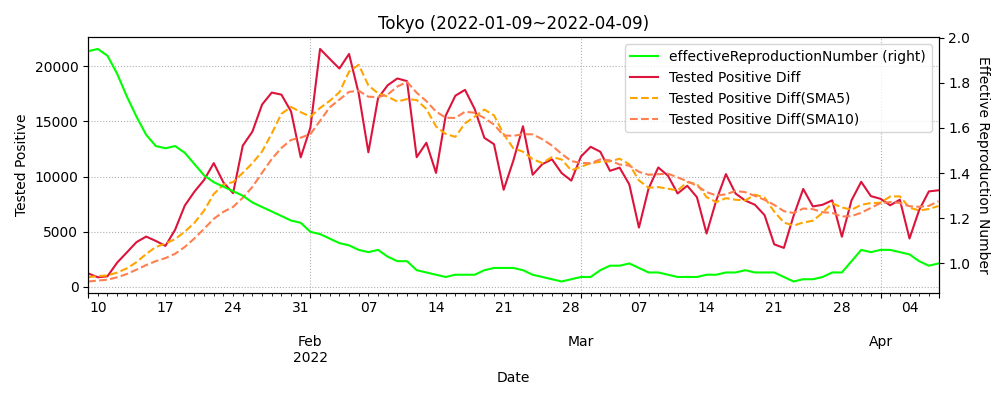 Tokyo (2022-01-09~2022-04-09)
effectiveReproductionNumber (right)
Tested Positive Diff
Tested Positive Diff(SMA5)
Tested Positive Diff(SMA10)
Tested Positive
20000
15000
10000
5000
0
Effective Reproduction Number
2.0
1.8
1.6
1.4
1.2
1.0
10 17 24 31 07 14 21 28 07 14 21 28 04
Feb Mar Apr
2022
Date